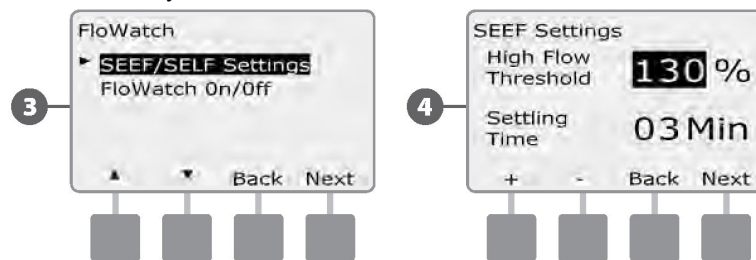 3
FloWatch
SEEF/SELF Settings
FloWatch On/Off
Back Next
4
SEEF Settings
High Flow
Threshold
130 %
Settling
Time
03 Min
+ - Back Next